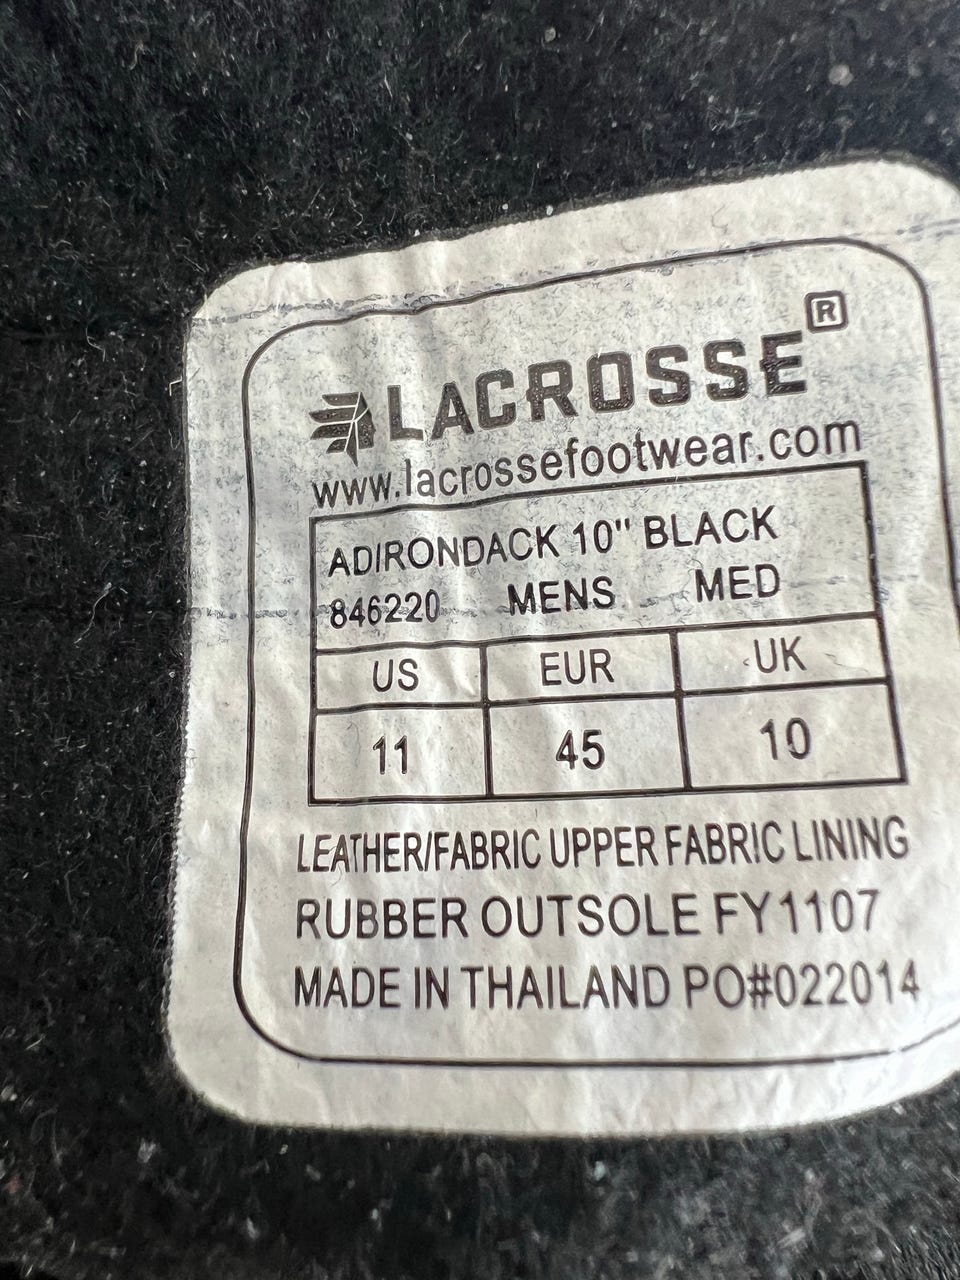 LACROSSE®
www.lacrossefootwear.com
ADIRONDACK 10" BLACK
846220 MENS MED
US EUR UK
11 45 10
LEATHER/FABRIC UPPER FABRIC LINING
RUBBER OUTSOLE FY1107
MADE IN THAILAND PO#022014